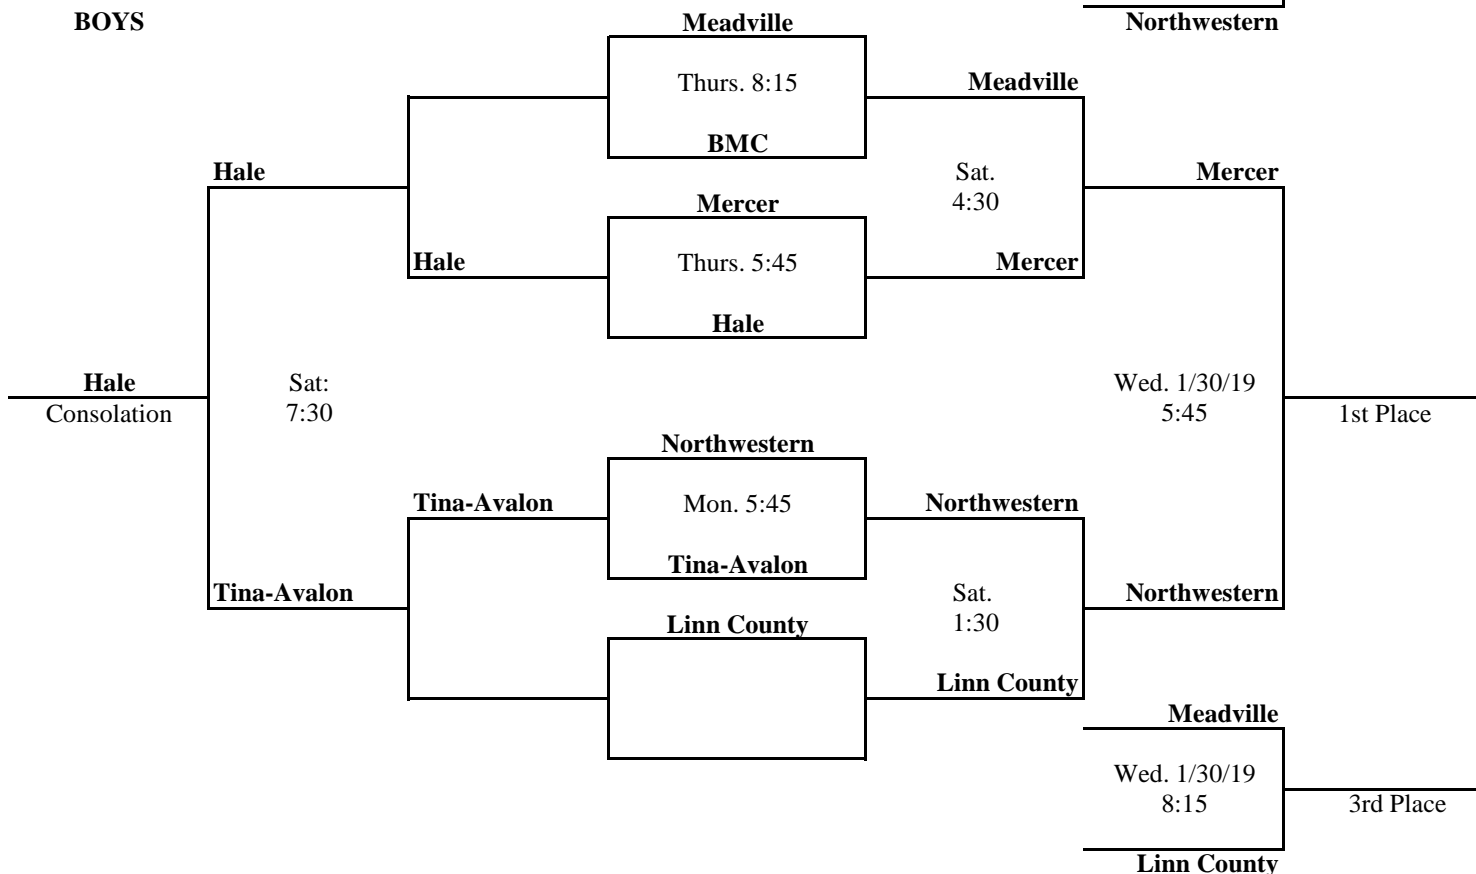 Northwestern
BOYS
Meadville
Thurs. 8:15
Meadville
BMC
Hale
Sat.
4:30
Mercer
Mercer
Hale
Thurs. 5:45
Mercer
Hale
Hale
Consolation
Sat:
7:30
Wed. 1/30/19
5:45
1st Place
Northwestern
Tina-Avalon
Mon. 5:45
Northwestern
Tina-Avalon
Tina-Avalon
Sat.
1:30
Northwestern
Linn County
Linn County
Meadville
Wed. 1/30/19
8:15
3rd Place
Linn County